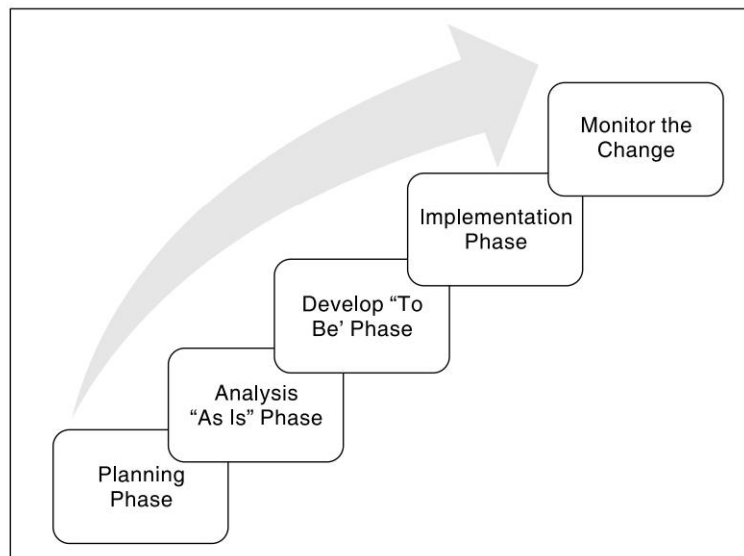 Monitor the
Change
Implementation
Phase
Develop “To
Be’ Phase
Analysis
“As Is” Phase
Planning
Phase